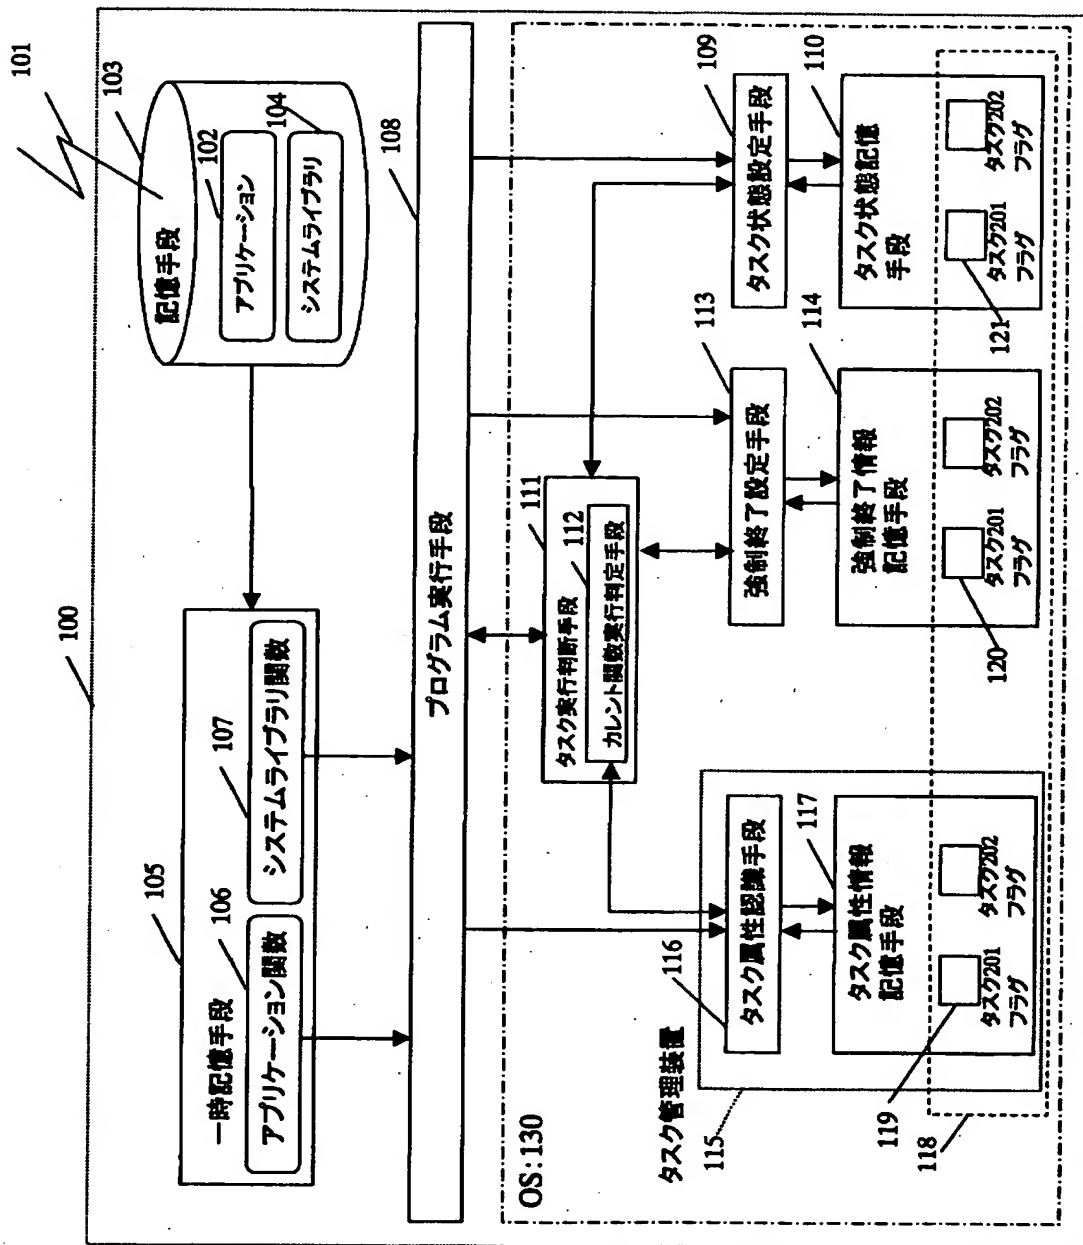 100
101
105
一時記憶手段
106
アプリケーション関数
107
システムライブラリ関数
103
記憶手段
102
アプリケーション
104
システムライブラリ
108
プログラム実行手段
OS:130
111
タスク実行判断手段
112
カレント関数実行判定手段
タスク管理装置
115
116
タスク属性認識手段
117
タスク属性情報
記憶手段
タスク201
フラグ
タスク202
フラグ
119
118
113
強制終了設定手段
114
強制終了情報
記憶手段
タスク201
フラグ
タスク202
フラグ
120
109
タスク状態設定手段
110
タスク状態記憶
手段
タスク201
フラグ
タスク202
フラグ
121